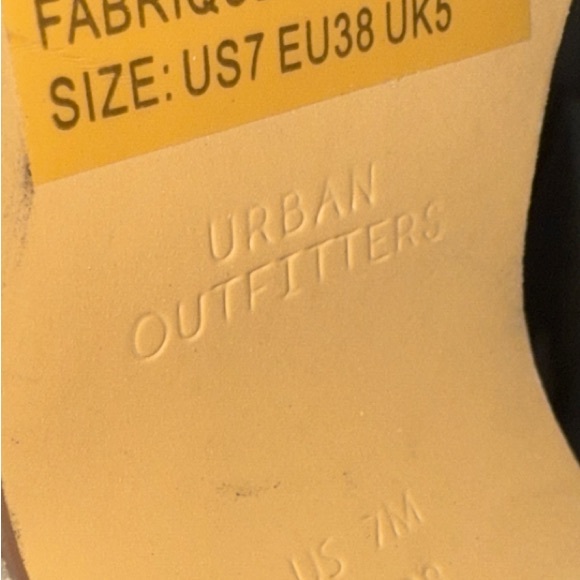 SIZE: US7 EU38 UK5
URBAN
OUTFITTERS
US 7M